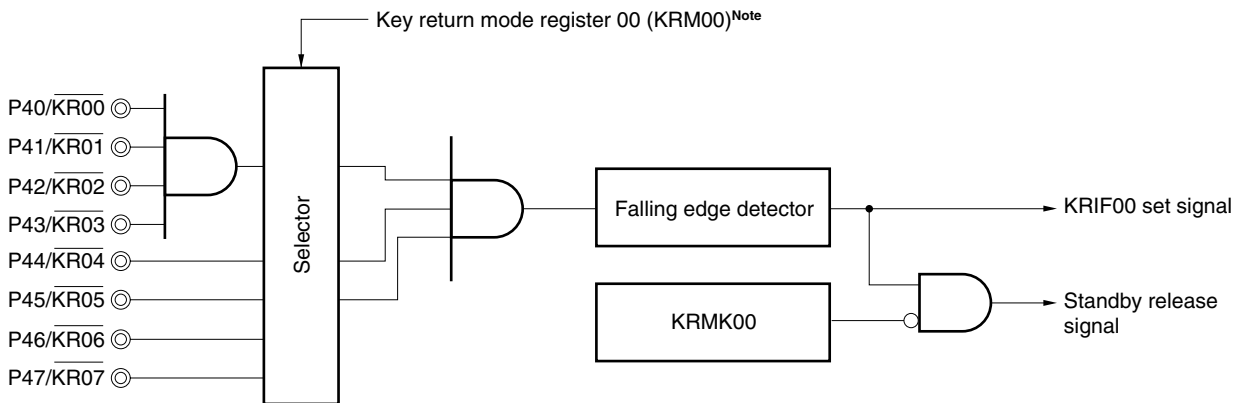 Key return mode register 00 (KRM00)Note
P40/KR00
P41/KR01
P42/KR02
P43/KR03
P44/KR04
P45/KR05
P46/KR06
P47/KR07
Selector
Falling edge detector
KRIF00 set signal
KRMK00
Standby release
signal